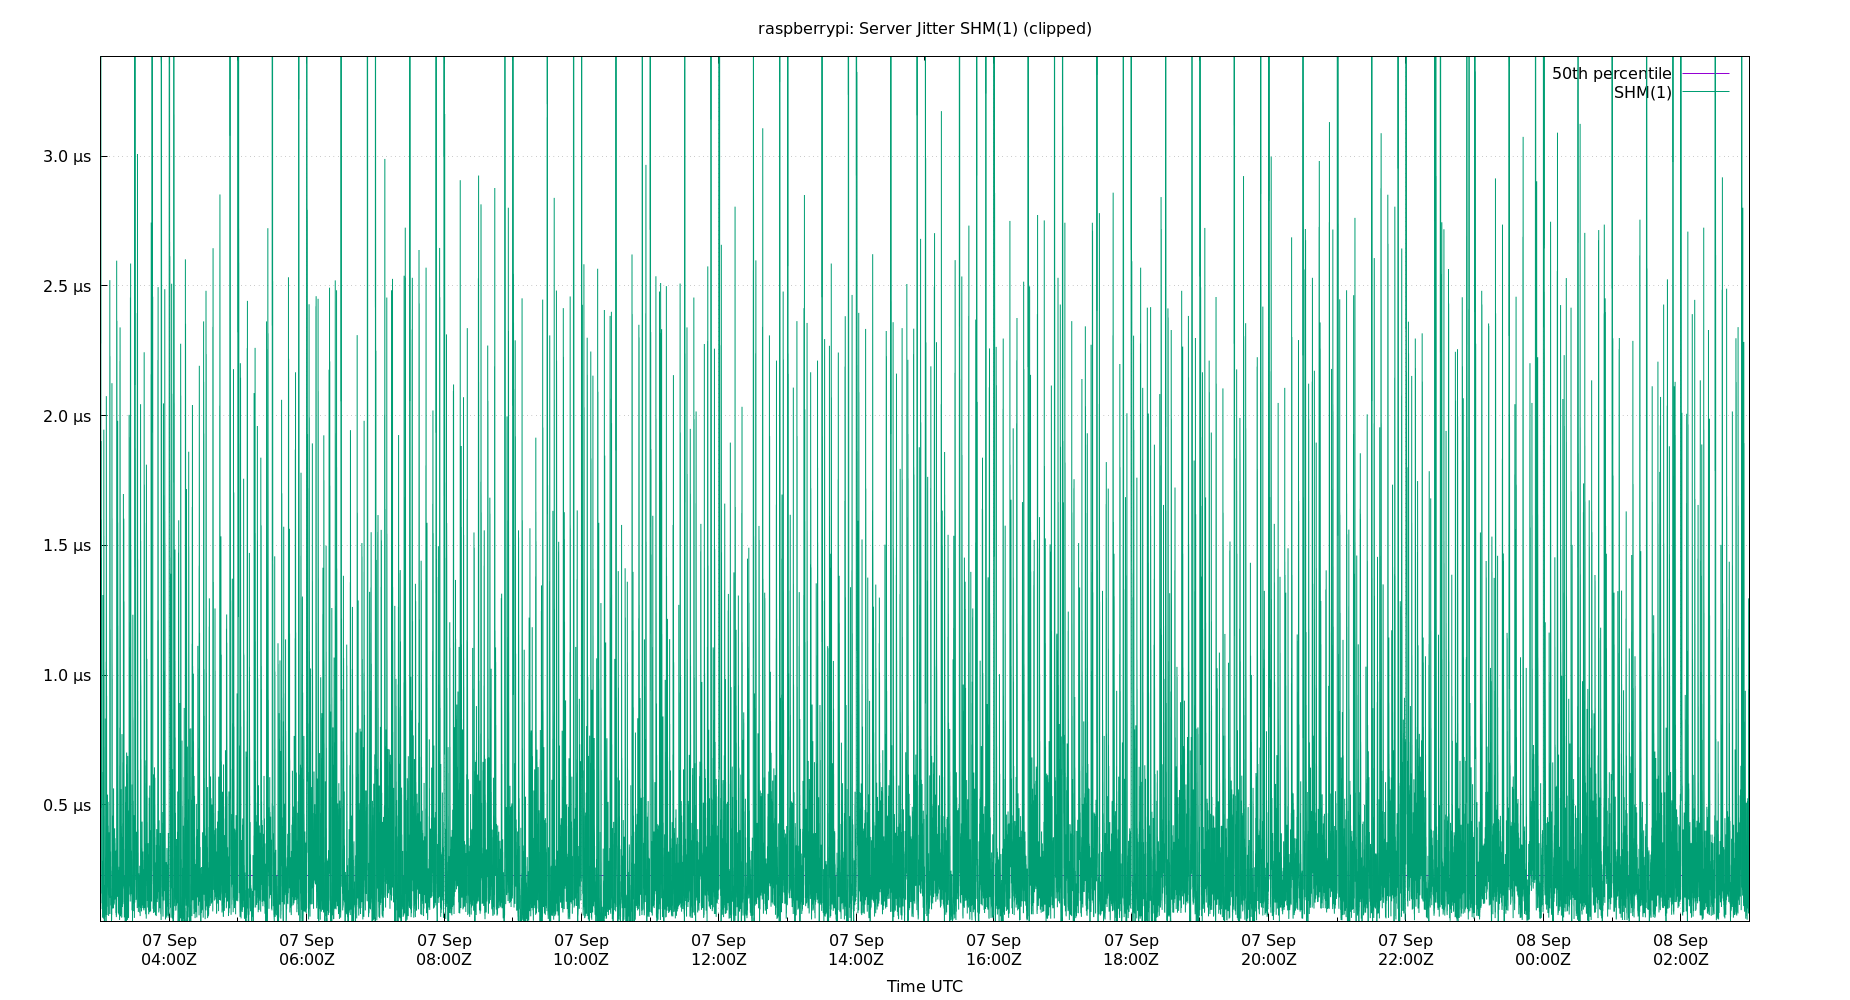 raspberrypi: Server Jitter SHM(1) (clipped)
50th percentile
SHM(1)
3.0 µs
2.5 µs
2.0 µs
1.5 µs
1.0 µs
0.5 µs
07 Sep 07 Sep 07 Sep 07 Sep 07 Sep 07 Sep 07 Sep 07 Sep 07 Sep 07 Sep 08 Sep 08 Sep
04:00Z 06:00Z 08:00Z 10:00Z 12:00Z 14:00Z 16:00Z 18:00Z 20:00Z 22:00Z 00:00Z 02:00Z
Time UTC